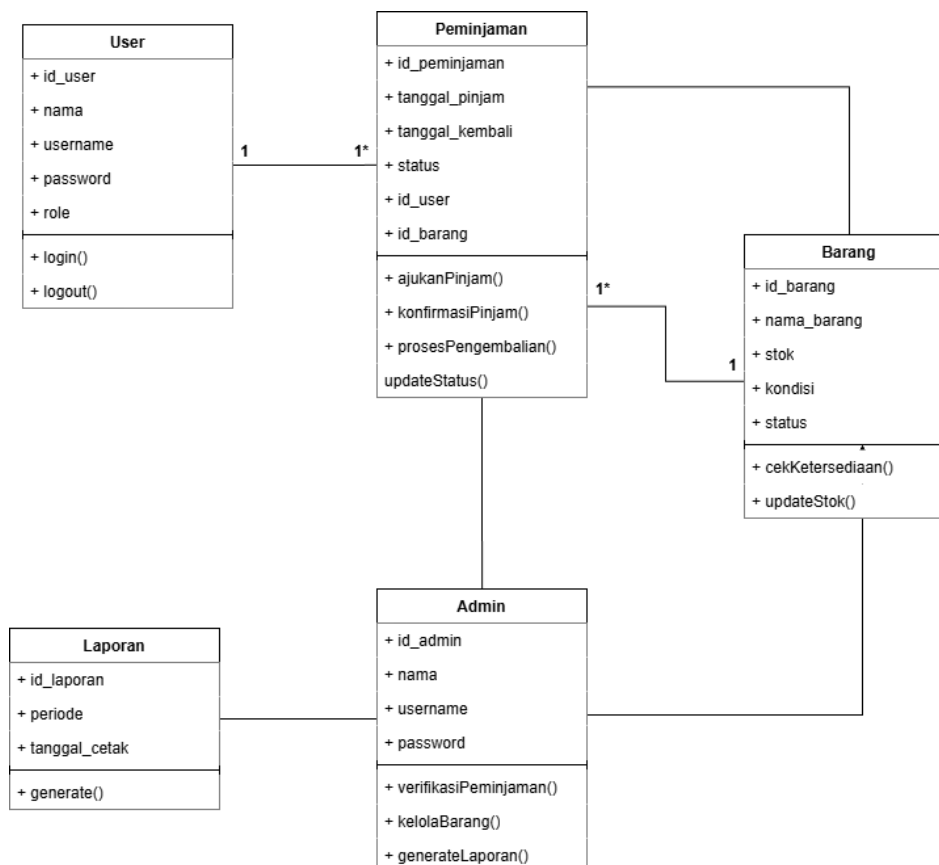 User
+ id_user
+ nama
+ username
+ password
+ role
+ login()
+ logout()
1
1*
Peminjaman
+ id_peminjaman
+ tanggal_pinjam
+ tanggal_kembali
+ status
+ id_user
+ id_barang
+ ajukanPinjam()
+ konfirmasiPinjam()
+ prosesPengembalian()
updateStatus()
1*
1
Barang
+ id_barang
+ nama_barang
+ stok
+ kondisi
+ status
+ cekKetersediaan()
+ updateStok()
Laporan
+ id_laporan
+ periode
+ tanggal_cetak
+ generate()
Admin
+ id_admin
+ nama
+ username
+ password
+ verifikasiPeminjaman()
+ kelolaBarang()
+ generateLaporan()